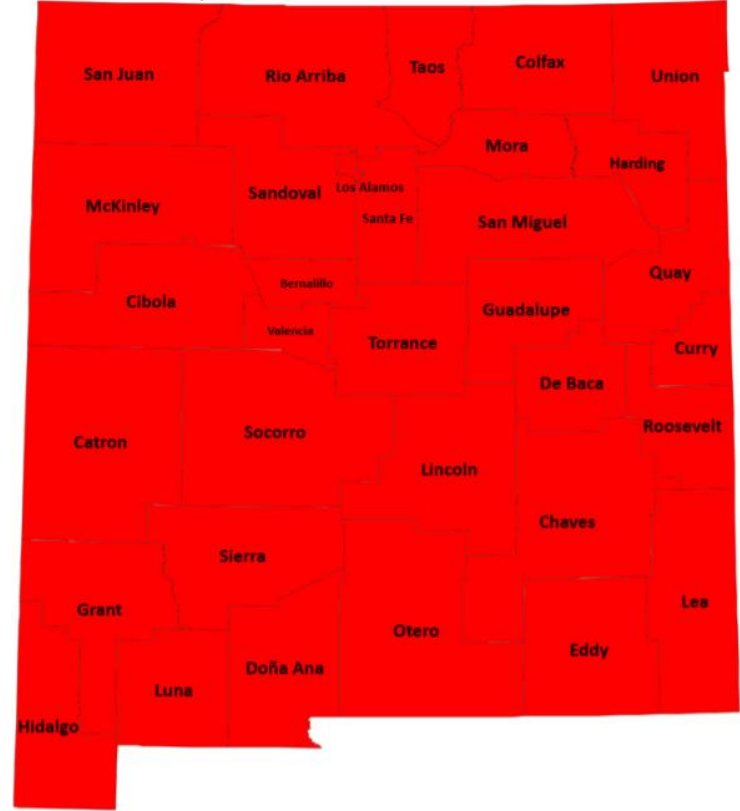 San Juan
Rio Arriba
Taos
Colfax
Union
Mora
Harding
McKinley
Sandoval
Los Alamos
Santa Fe
San Miguel
Cibola
Bernalillo
Quay
Guadalupe
Valencia
Torrance
Curry
De Baca
Catron
Socorro
Roosevelt
Lincoln
Chaves
Sierra
Grant
Otero
Lea
Eddy
Doña Ana
Luna
Hidalgo